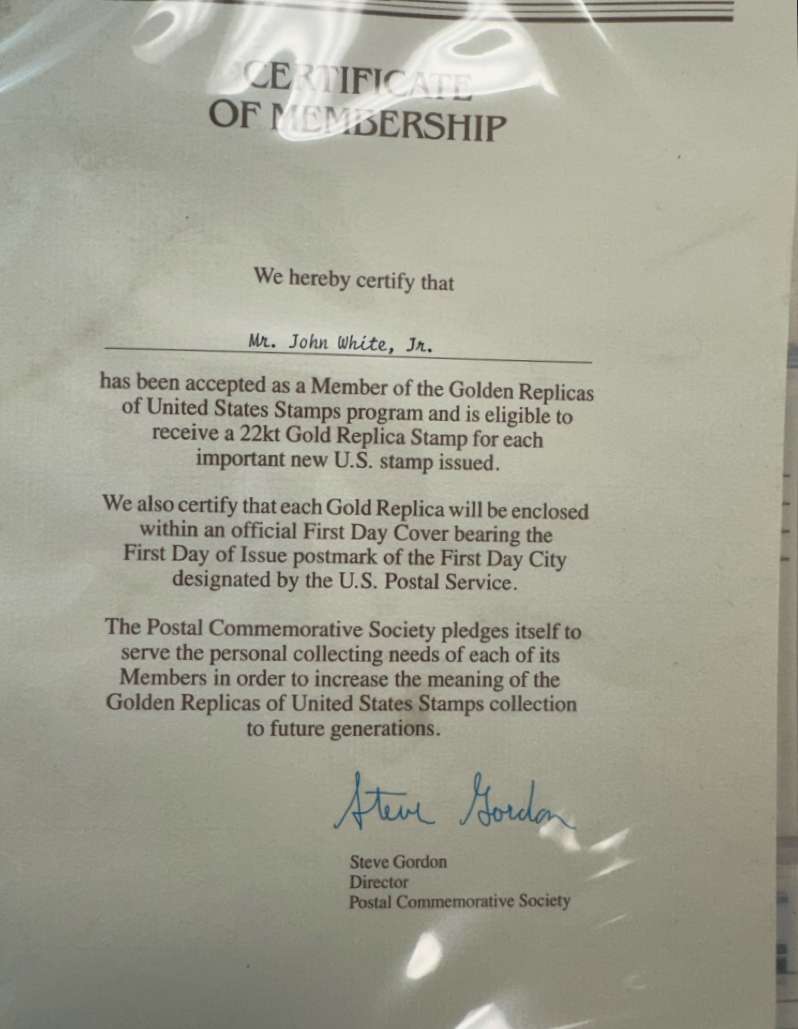 CERTIFICATE
OF MEMBERSHIP
We hereby certify that
Mr. John White, Jr.
has been accepted as a Member of the Golden Replicas
of United States Stamps program and is eligible to
receive a 22kt Gold Replica Stamp for each
important new U.S. stamp issued.
We also certify that each Gold Replica will be enclosed
within an official First Day Cover bearing the
First Day of Issue postmark of the First Day City
designated by the U.S. Postal Service.
The Postal Commemorative Society pledges itself to
serve the personal collecting needs of each of its
Members in order to increase the meaning of the
Golden Replicas of United States Stamps collection
to future generations.
Steve Gordon
Steve Gordon
Director
Postal Commemorative Society